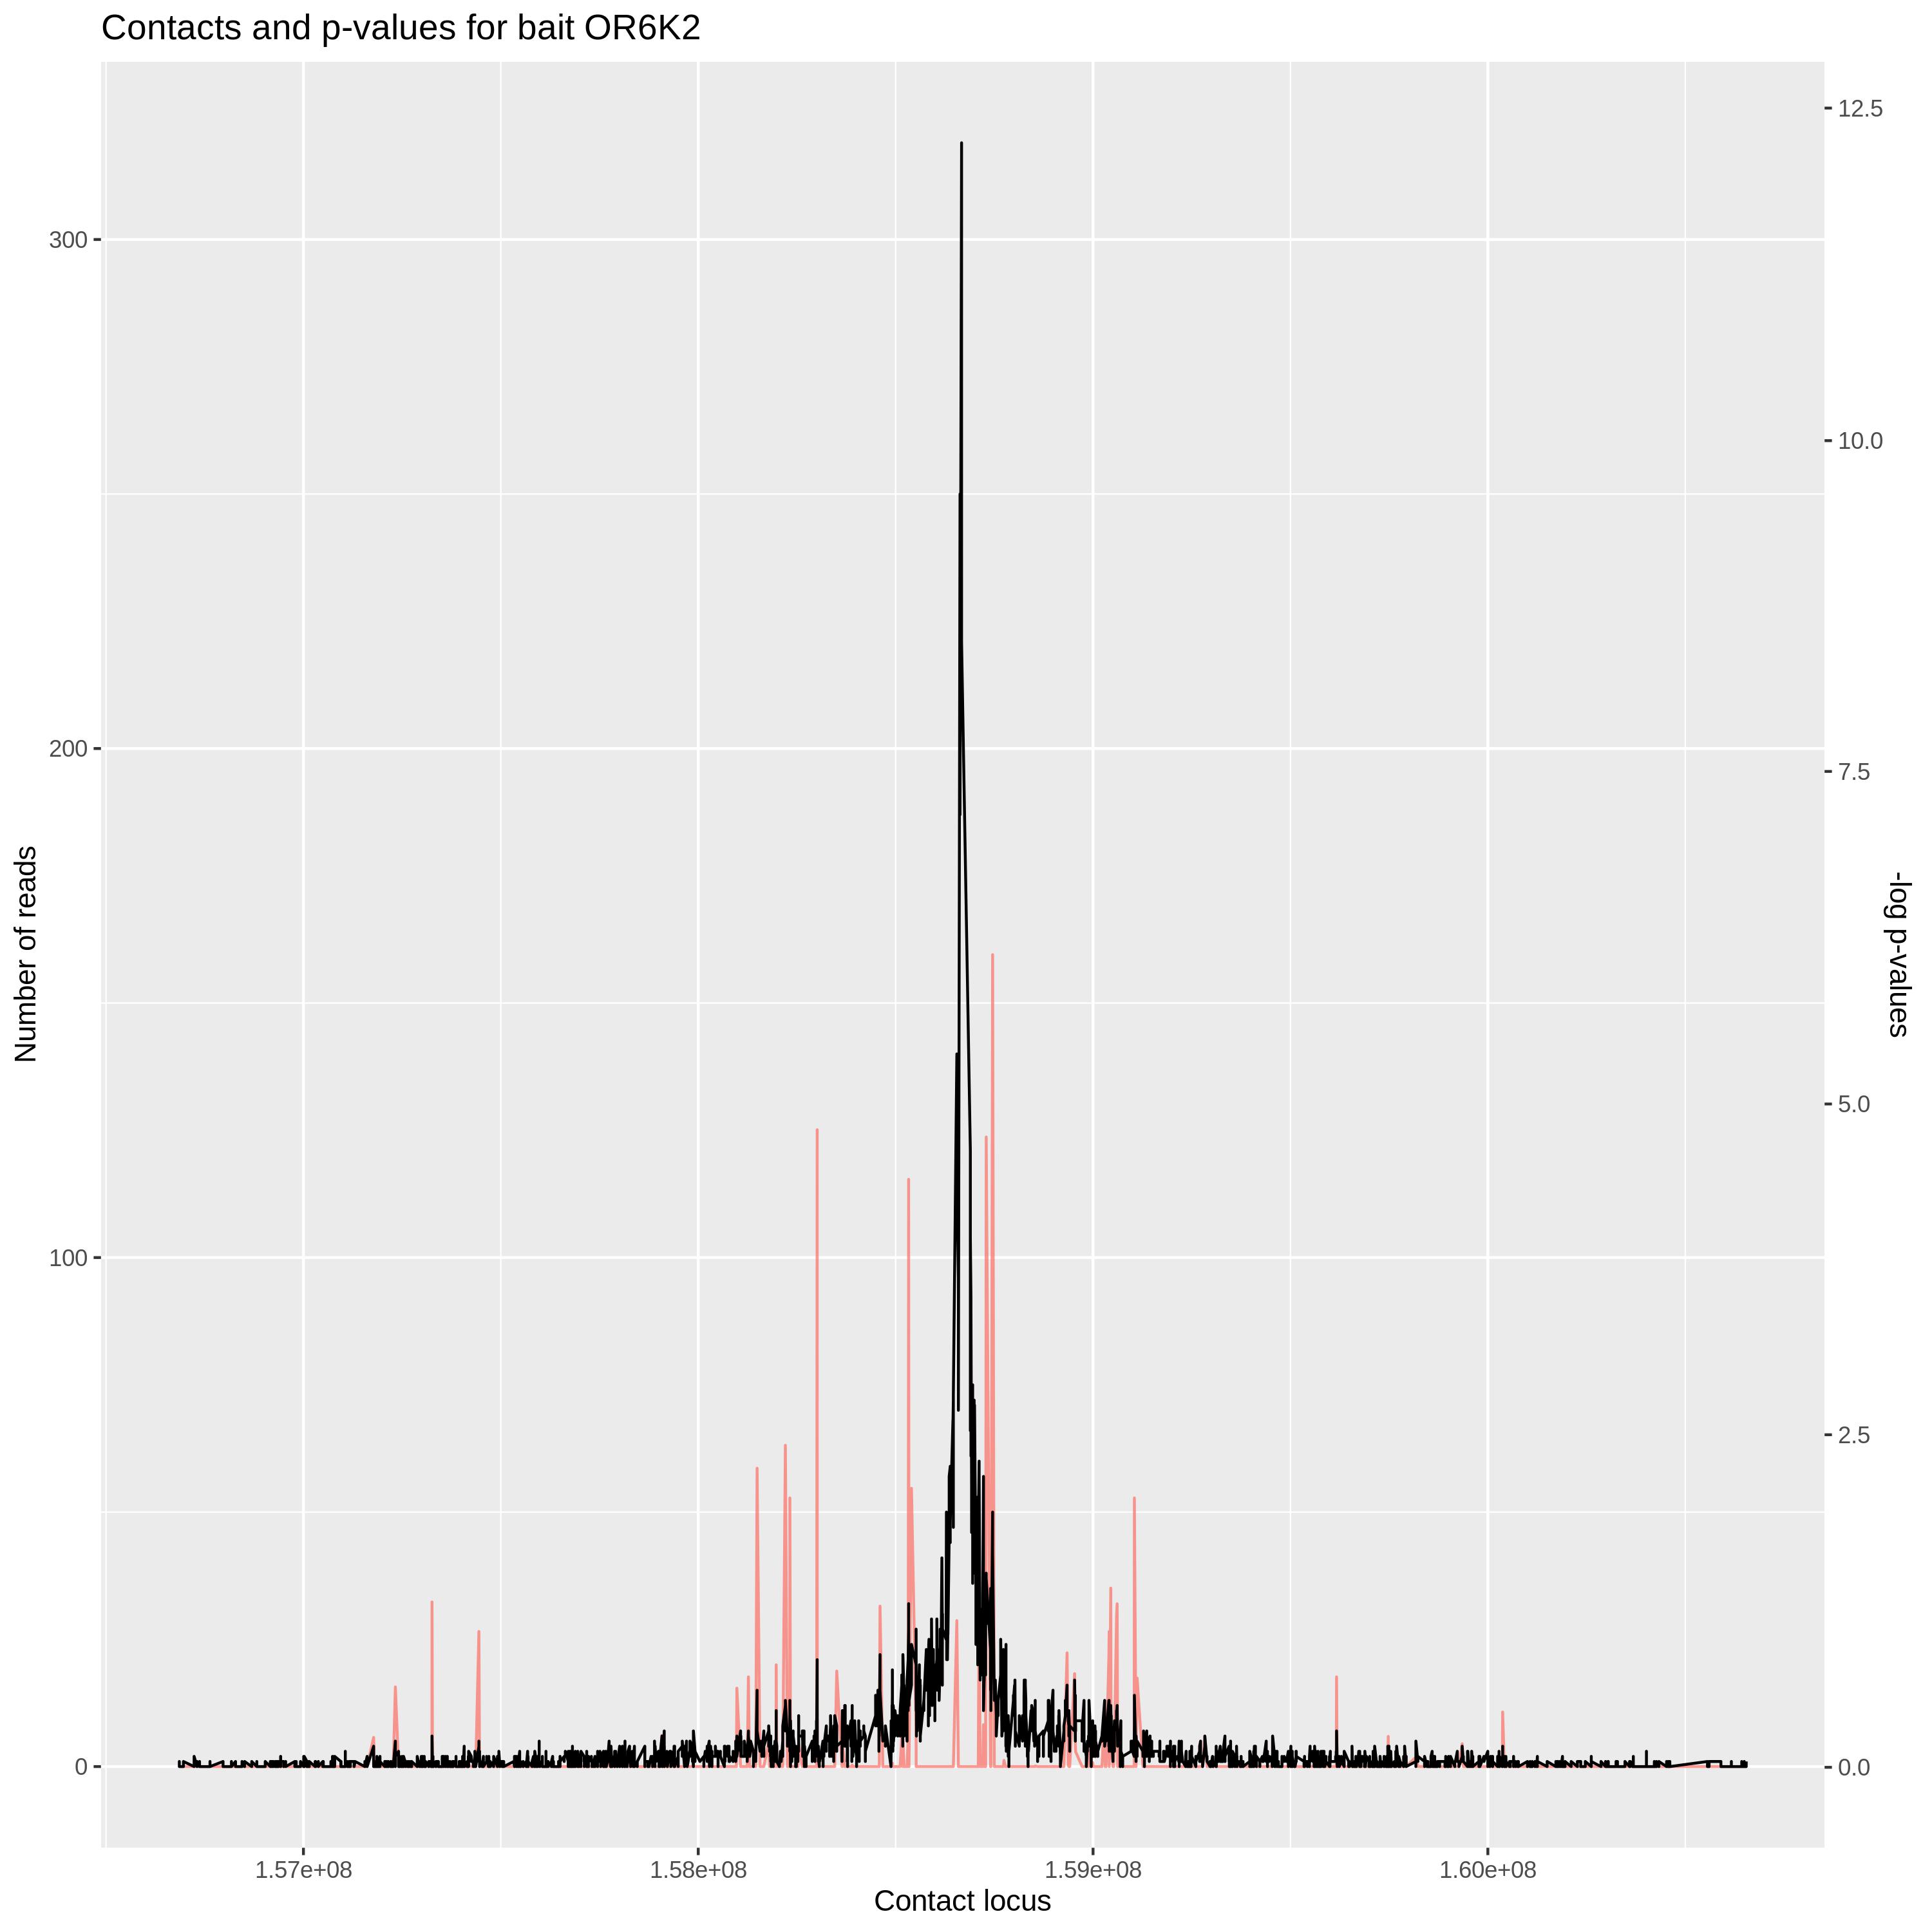 Contacts and p-values for bait OR6K2
12.5
300
10.0
200
7.5
Number of reads
-log p-values
5.0
100
2.5
0
0.0
1.57e+08
1.58e+08
1.59e+08
1.60e+08
Contact locus